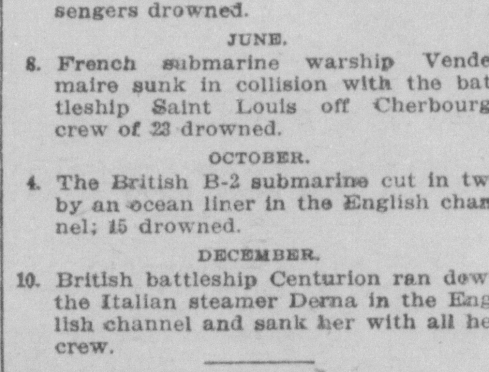 sengers drowned.
JUNE.
8. French submarine warship Vende
maire sunk in collision with the bat
tleship Saint Louis off Cherbourg
crew of 23 drowned.
OCTOBER.
4. The British B-2 submarine cut in tw
by an ocean liner in the English chan
nel; 15 drowned.
DECEMBER.
10. British battleship Centurion ran dow
the Italian steamer Derna in the Eng
lish channel and sank her with all he
crew.